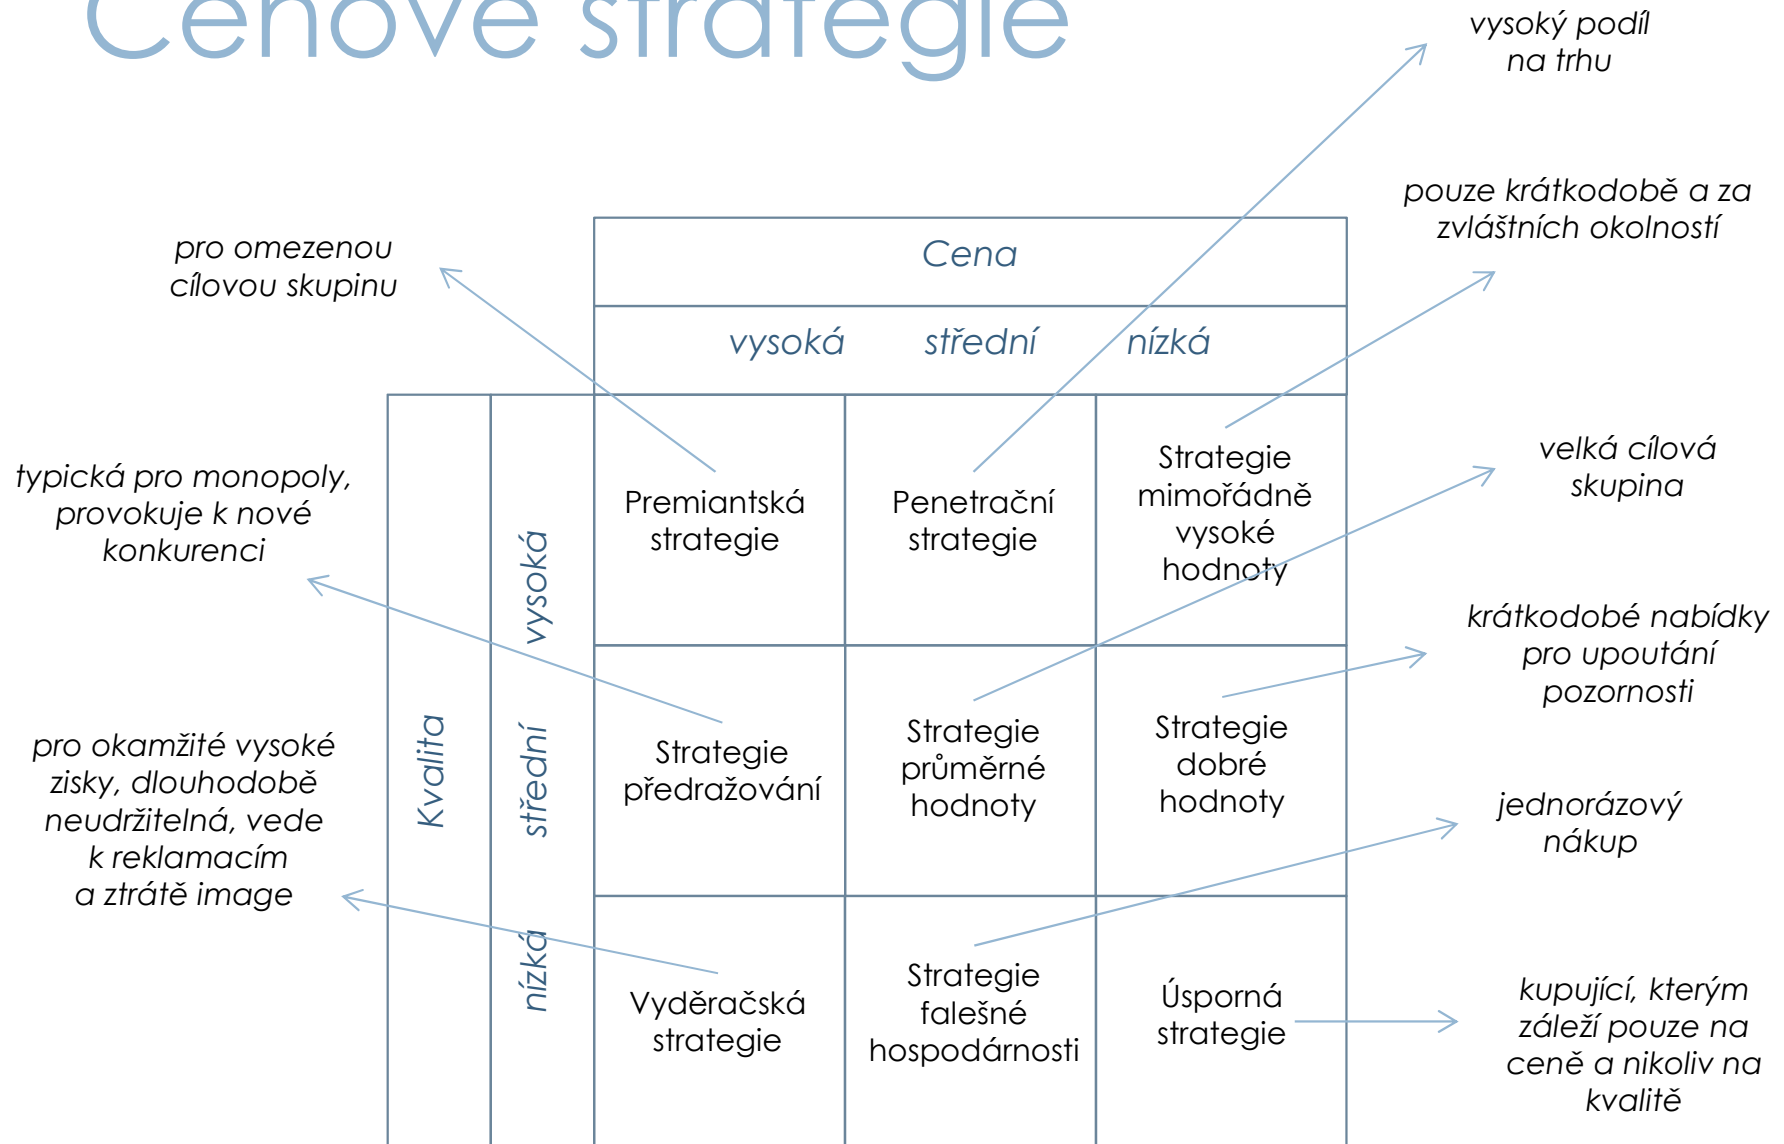 Cenové strategie
vysoký podíl
na trhu
pouze krátkodobě a za
zvláštních okolností
pro omezenou
cílovou skupinu
Cena
vysoká střední nízká
typická pro monopoly,
provokuje k nové
konkurenci
velká cílová
skupina
Premiantská
strategie
Penetrační
strategie
Strategie
mimořádně
vysoké
hodnoty
krátkodobé nabídky
pro upoutání
pozornosti
Kvalita
vysoká
střední
nízká
pro okamžité vysoké
zisky, dlouhodobě
neudržitelná, vede
k reklamacím
a ztrátě image
Strategie
předražování
Strategie
průměrné
hodnoty
Strategie
dobré
hodnoty
jednorázový
nákup
Vyděračská
strategie
Strategie
falešné
hospodárnosti
Úsporná
strategie
kupující, kterým
záleží pouze na
ceně a nikoliv na
kvalitě